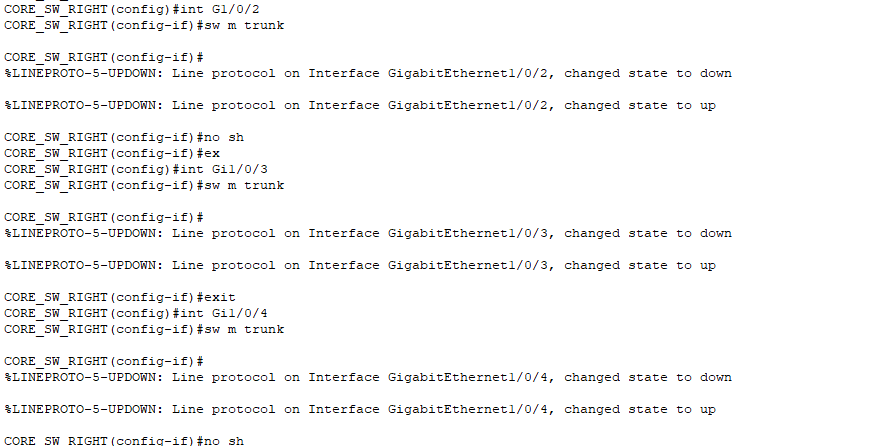 CORE_SW_RIGHT(config)#int G1/0/2
CORE_SW_RIGHT(config-if)#sw m trunk
CORE_SW_RIGHT(config-if)#
%LINEPROTO-5-UPDOWN: Line protocol on Interface GigabitEthernet1/0/2, changed state to down
%LINEPROTO-5-UPDOWN: Line protocol on Interface GigabitEthernet1/0/2, changed state to up
CORE_SW_RIGHT(config-if)#no sh
CORE_SW_RIGHT(config-if)#ex
CORE_SW_RIGHT(config)#int Gi1/0/3
CORE_SW_RIGHT(config-if)#sw m trunk
CORE_SW_RIGHT(config-if)#
%LINEPROTO-5-UPDOWN: Line protocol on Interface GigabitEthernet1/0/3, changed state to down
%LINEPROTO-5-UPDOWN: Line protocol on Interface GigabitEthernet1/0/3, changed state to up
CORE_SW_RIGHT(config-if)#exit
CORE_SW_RIGHT(config)#int Gi1/0/4
CORE_SW_RIGHT(config-if)#sw m trunk
CORE_SW_RIGHT(config-if)#
%LINEPROTO-5-UPDOWN: Line protocol on Interface GigabitEthernet1/0/4, changed state to down
%LINEPROTO-5-UPDOWN: Line protocol on Interface GigabitEthernet1/0/4, changed state to up
CORE_SW_RIGHT(config-if)#no sh